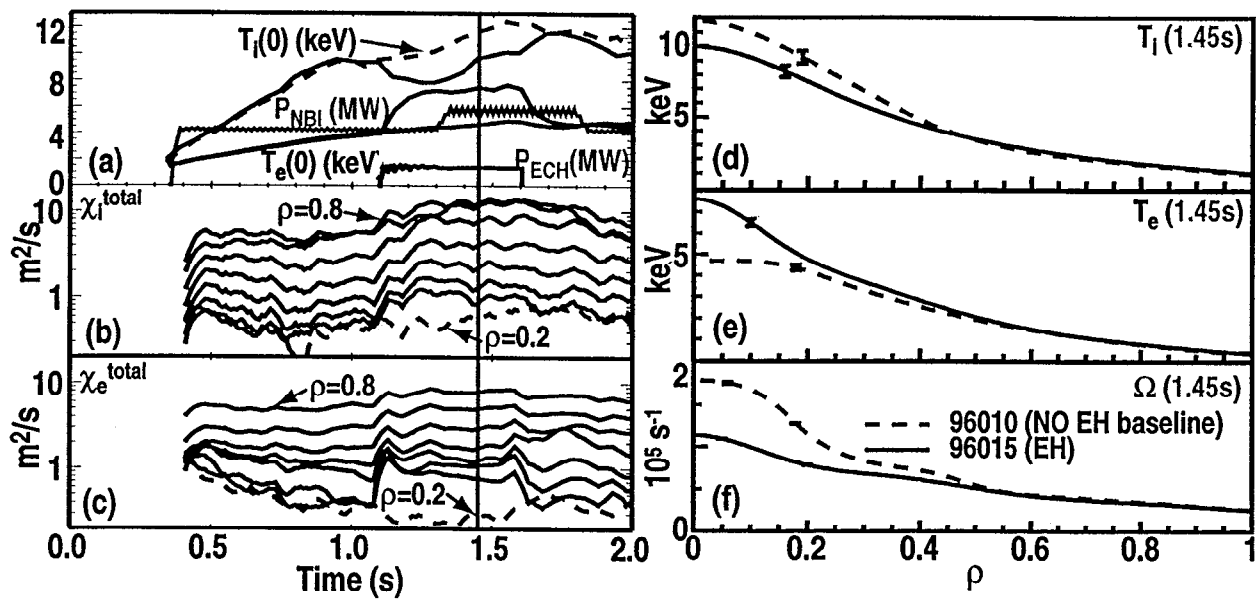 12
8
4
0
T_i(0) (keV)
P_NBI (MW)
T_e(0) (keV)
P_ECH(MW)
(a)
χ_i^total
ρ=0.8
10
1
m²/s
ρ=0.2
(b)
χ_e^total
ρ=0.8
10
1
m²/s
ρ=0.2
(c)
0.0 0.5 1.0 1.5 2.0
Time (s)
T_i (1.45s)
10
5
keV
(d)
T_e (1.45s)
5
keV
(e)
Ω (1.45s)
2
0
10⁵ s⁻¹
96010 (NO EH baseline)
96015 (EH)
(f)
0 0.2 0.4 0.6 0.8 1
ρ